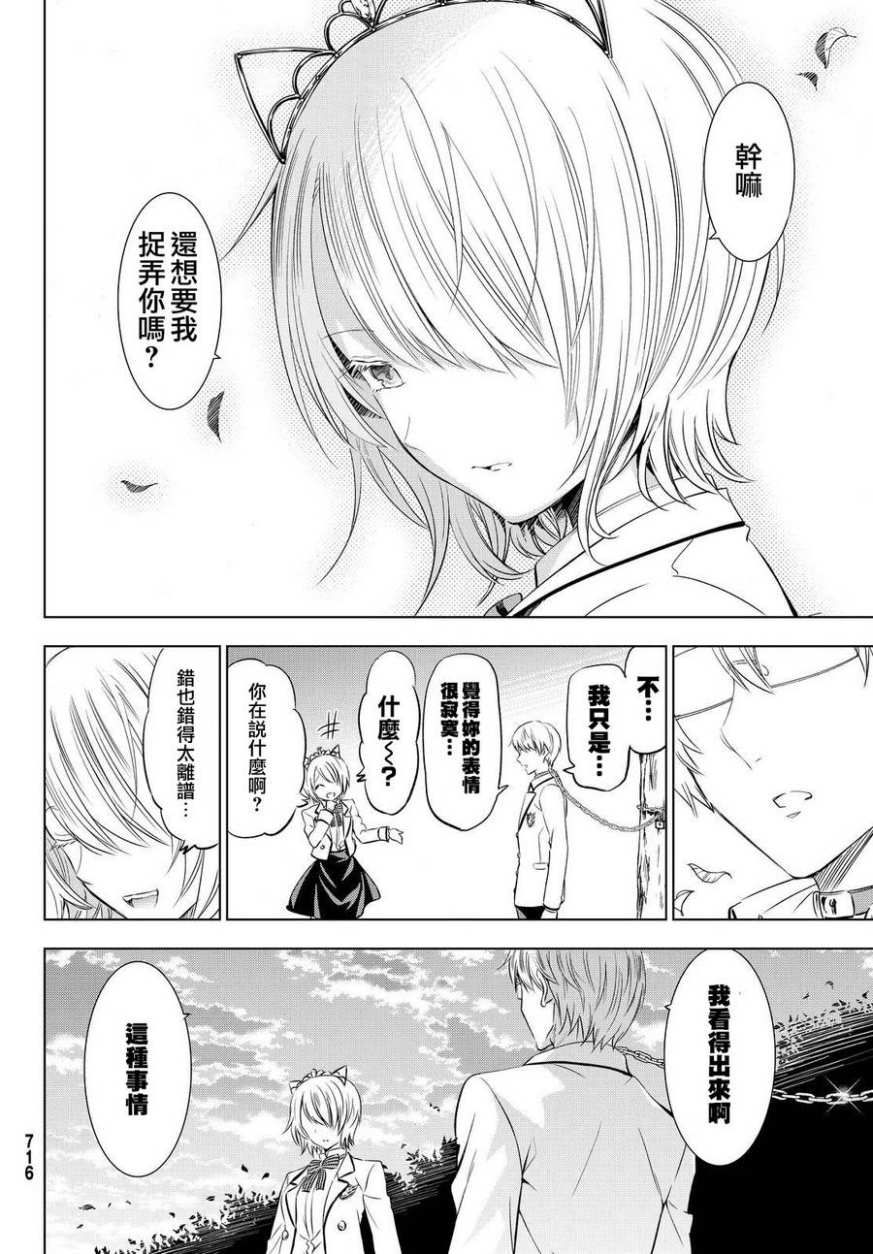 幹嘛
還想要我
捉弄你嗎?
不…
我只是…
覺得妳的表情
很寂寞…
什麼~?
你在説什麼啊?
錯也錯得太離譜…
我看得出來啊
這種事情
716